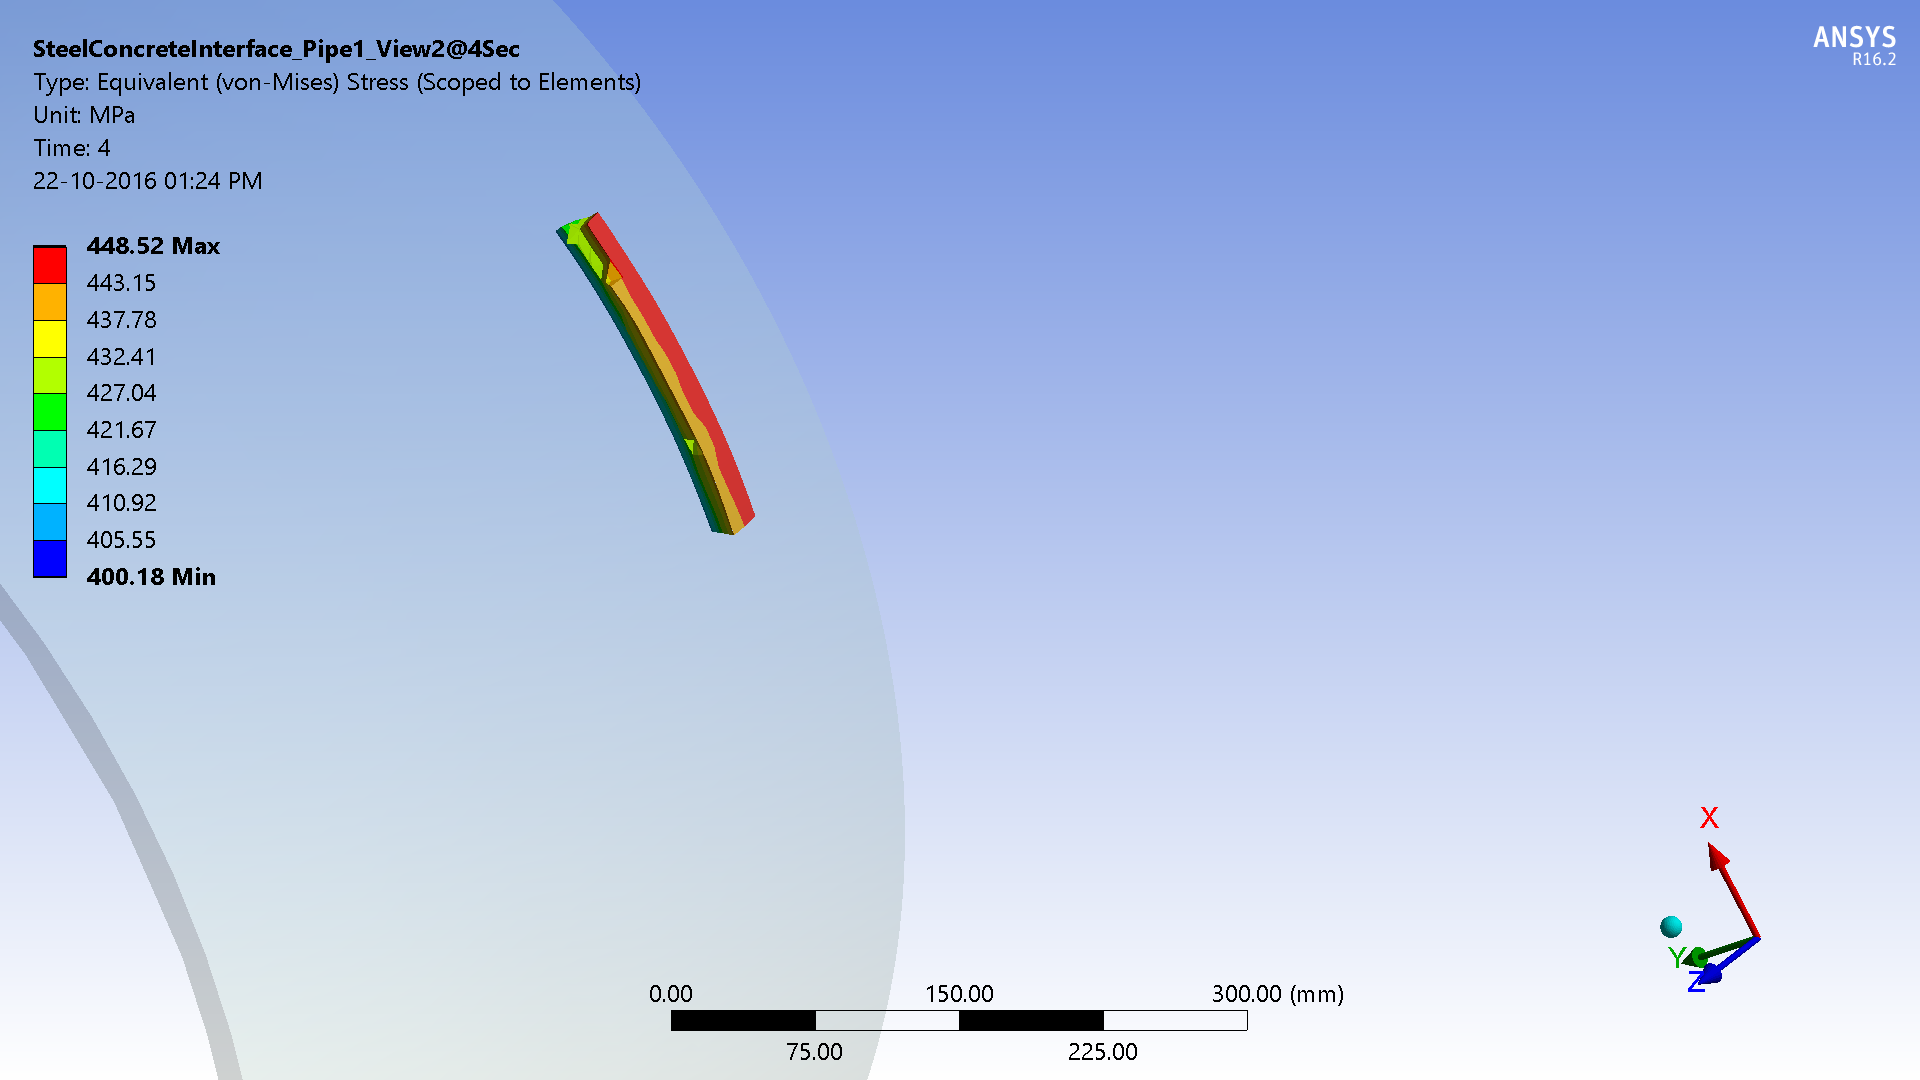 SteelConcreteInterface_Pipe1_View2@4Sec
Type: Equivalent (von-Mises) Stress (Scoped to Elements)
Unit: MPa
Time: 4
22-10-2016 01:24 PM
ANSYS
R16.2
448.52 Max
443.15
437.78
432.41
427.04
421.67
416.29
410.92
405.55
400.18 Min
X
Y
Z
0.00 150.00 300.00 (mm)
75.00 225.00